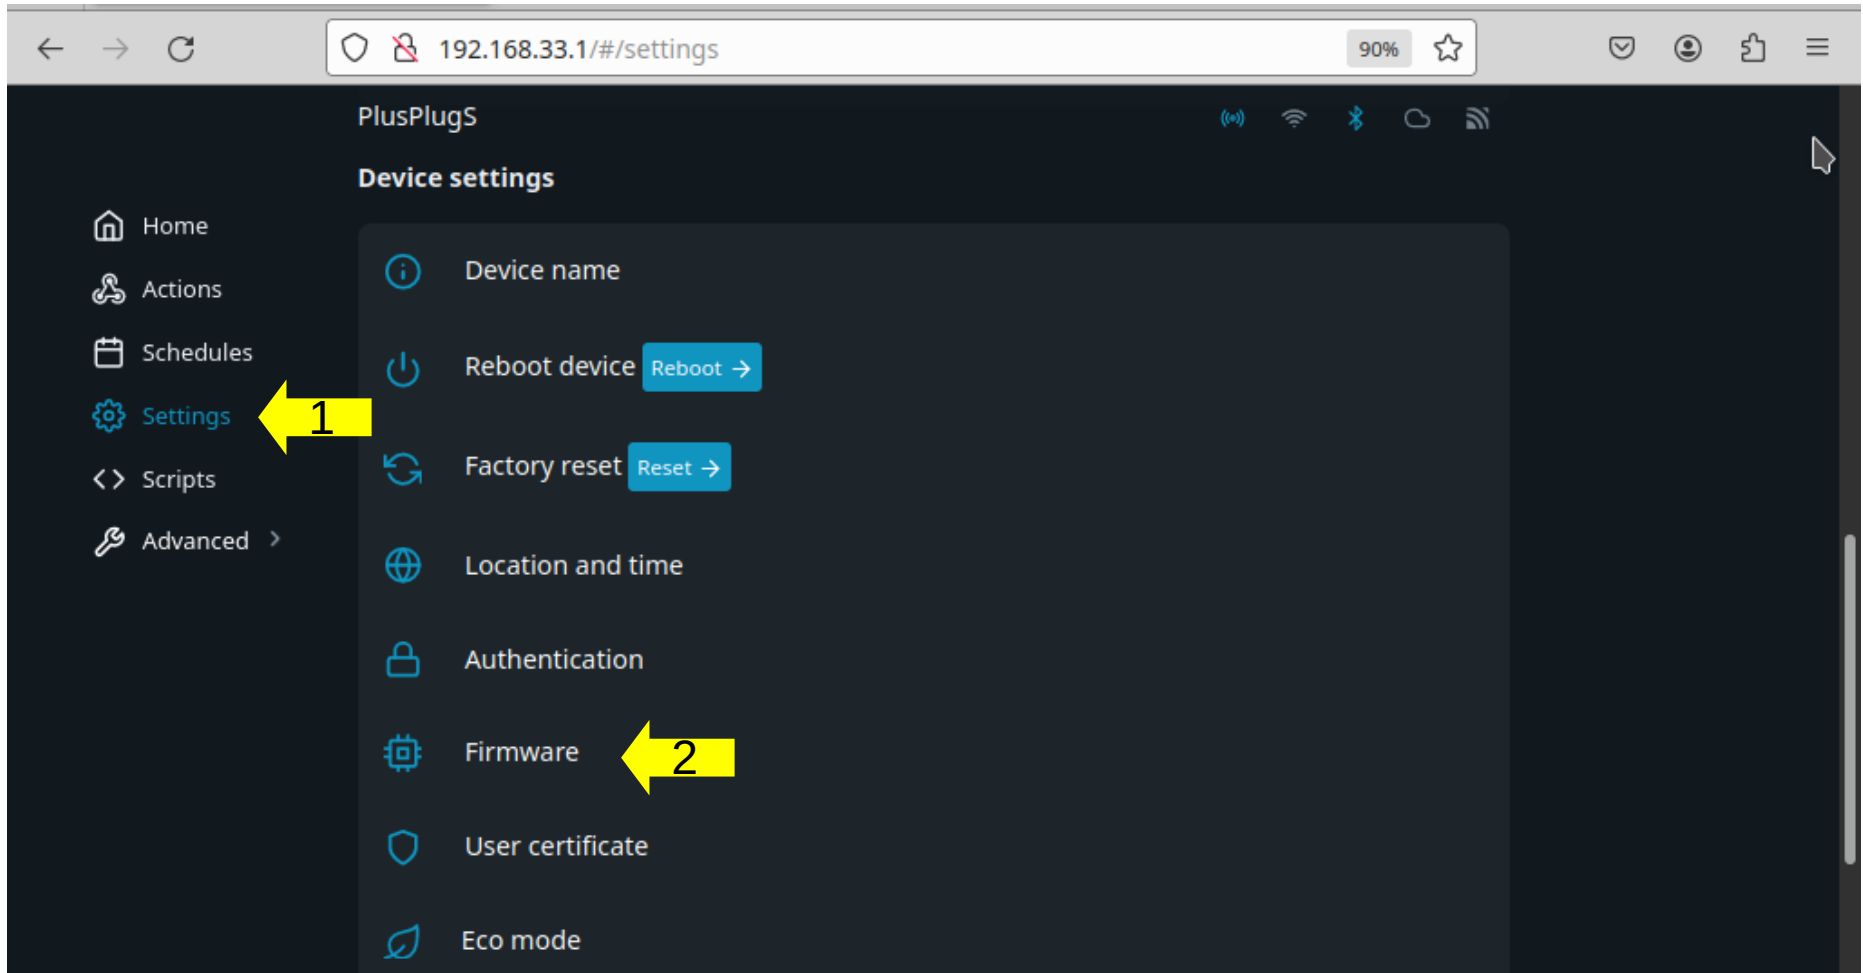 192.168.33.1/#/settings
90%
PlusPlugS
Device settings
Home
Actions
Schedules
Settings
1
Scripts
Advanced
Device name
Reboot device Reboot →
Factory reset Reset →
Location and time
Authentication
Firmware
2
User certificate
Eco mode